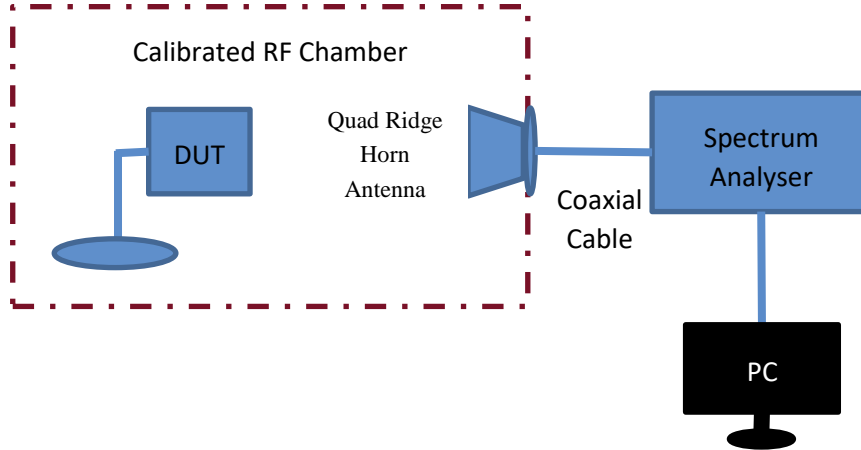 Calibrated RF Chamber
DUT
Quad Ridge
Horn
Antenna
Coaxial
Cable
Spectrum
Analyser
PC